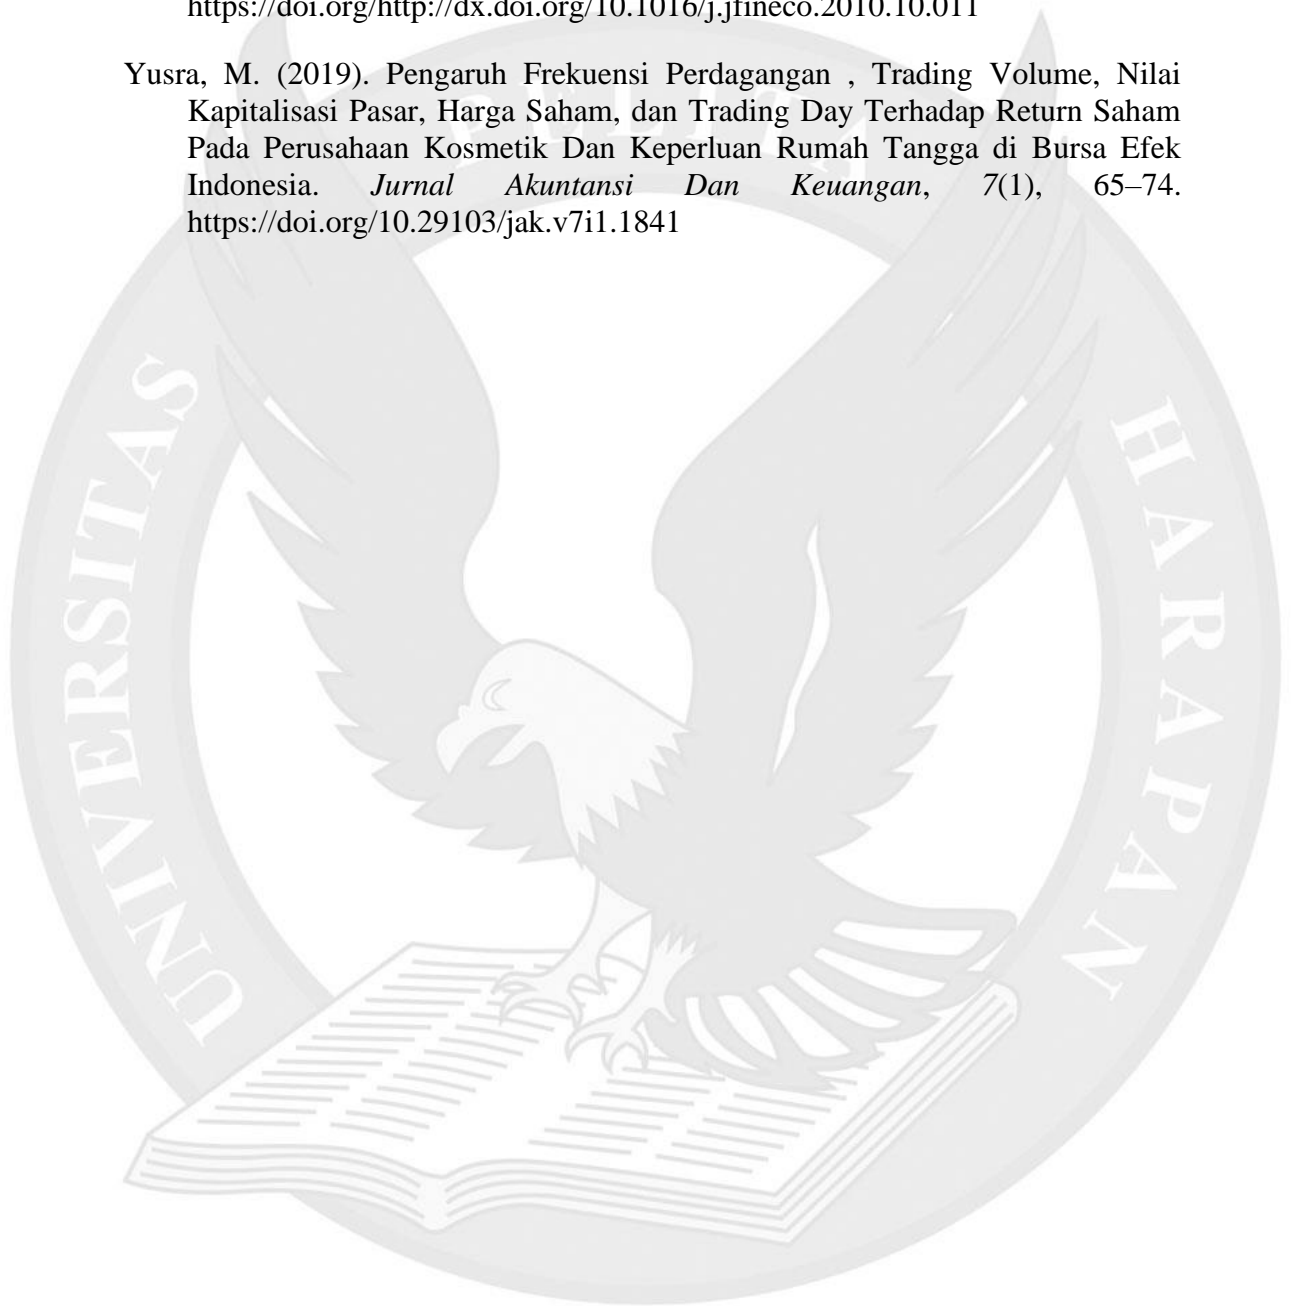 https://doi.org/http://dx.doi.org/10.1016/j.jfineco.2010.10.011
Yusra, M. (2019). Pengaruh Frekuensi Perdagangan , Trading Volume, Nilai
Kapitalisasi Pasar, Harga Saham, dan Trading Day Terhadap Return Saham
Pada Perusahaan Kosmetik Dan Keperluan Rumah Tangga di Bursa Efek
Indonesia. Jurnal Akuntansi Dan Keuangan, 7(1), 65–74.
https://doi.org/10.29103/jak.v7i1.1841
UNIVERSITAS
PELITA
HARAPAN